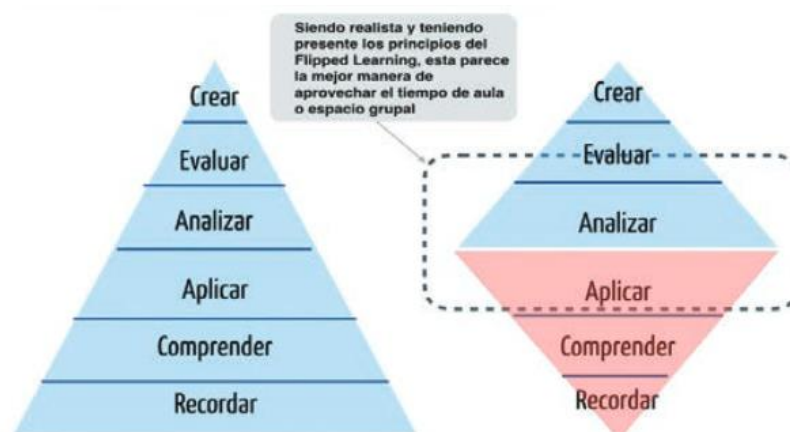 Siendo realista y teniendo
presente los principios del
Flipped Learning, esta parece
la mejor manera de
aprovechar el tiempo de aula
o espacio grupal
Crear
Evaluar
Analizar
Aplicar
Comprender
Recordar
Crear
Evaluar
Analizar
Aplicar
Comprender
Recordar